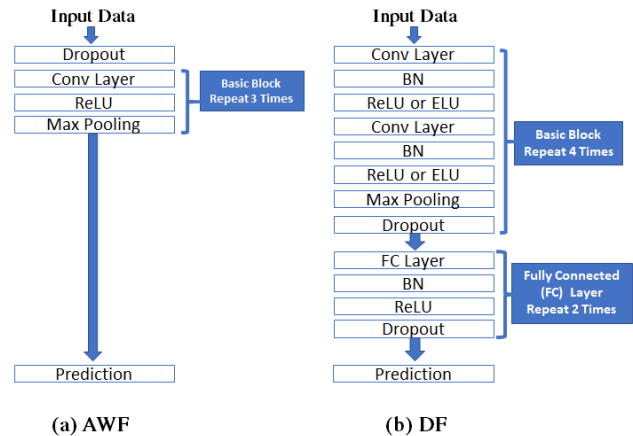 Input Data
Dropout
Conv Layer
ReLU
Max Pooling
Basic Block
Repeat 3 Times
Prediction
(a) AWF
Input Data
Conv Layer
BN
ReLU or ELU
Conv Layer
BN
ReLU or ELU
Max Pooling
Dropout
Basic Block
Repeat 4 Times
FC Layer
BN
ReLU
Dropout
Fully Connected
(FC) Layer
Repeat 2 Times
Prediction
(b) DF